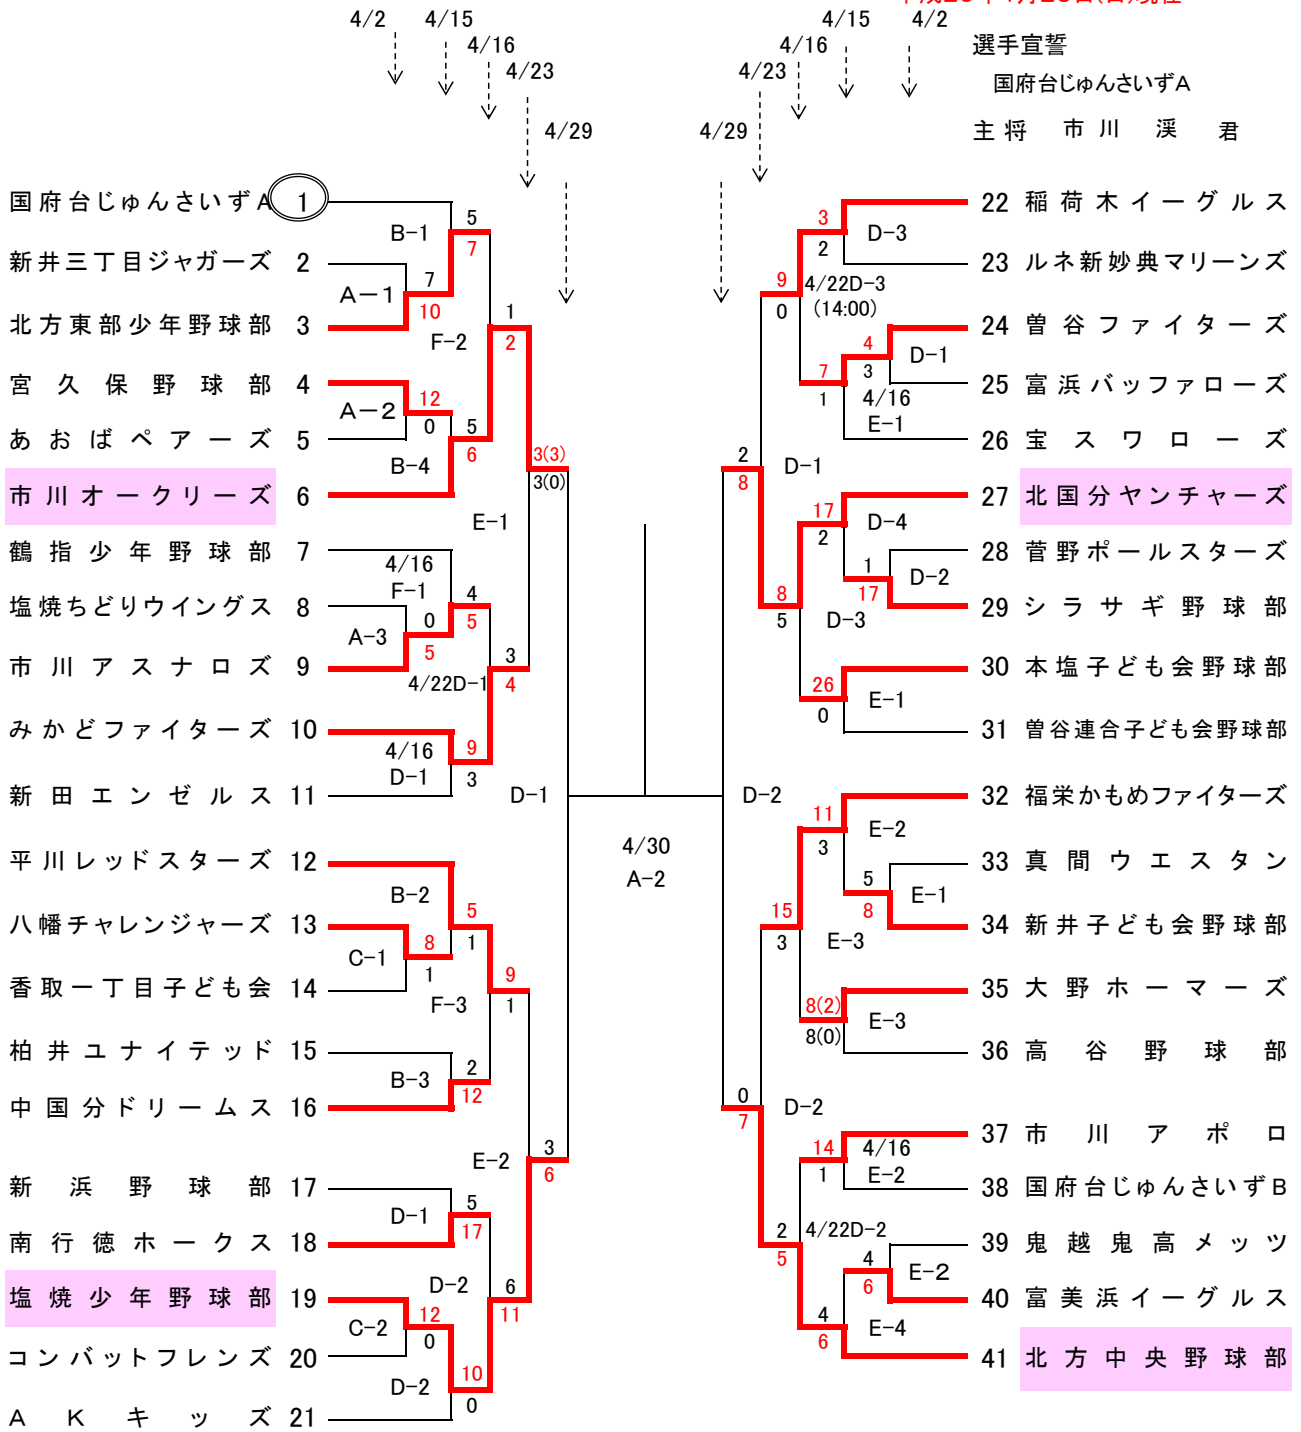 4/2 4/15 4/16 4/23 4/29
4/29 4/23 4/16 4/15 4/2
選手宣誓
国府台じゅんさいずA
主将 市川 渓 君
国府台じゅんさいずA 1
新井三丁目ジャガーズ 2
北方東部少年野球部 3
宮久保野球部 4
あおばペアーズ 5
市川オークリーズ 6
鶴指少年野球部 7
塩焼ちどりウイングス 8
市川アスナロズ 9
みかどファイターズ 10
新田エンゼルス 11
平川レッドスターズ 12
八幡チャレンジャーズ 13
香取一丁目子ども会 14
柏井ユナイテッド 15
中国分ドリームス 16
新浜野球部 17
南行徳ホークス 18
塩焼少年野球部 19
コンバットフレンズ 20
AKキッズ 21
B-1 5 7
A-1 7 10
F-2 1 2
A-2 12 0
B-4 5 6
E-1 3(3) 3(0)
4/16 F-1 4 5
A-3 0 5
4/22D-1 3 4
4/16 D-1 9 3
D-1
B-2 5 1
C-1 8 1
F-3 9 1
B-3 2 12
E-2 3 6
D-1 5 17
D-2 6 11
C-2 12 0
D-2 10 0
4/30
A-2
22 稲荷木イーグルス
23 ルネ新妙典マリーンズ
24 曽谷ファイターズ
25 富浜バッファローズ
26 宝スワローズ
27 北国分ヤンチャーズ
28 菅野ポールスターズ
29 シラサギ野球部
30 本塩子ども会野球部
31 曽谷連合子ども会野球部
32 福栄かもめファイターズ
33 真間ウエスタン
34 新井子ども会野球部
35 大野ホーマーズ
36 高谷野球部
37 市川アポロ
38 国府台じゅんさいずB
39 鬼越鬼高メッツ
40 富美浜イーグルス
41 北方中央野球部
3 2 D-3
9 0 4/22D-3
(14:00)
4 3 D-1
7 1 4/16 E-1
2 8 D-1
17 2 D-4
1 17 D-2
8 5 D-3
26 0 E-1
D-2
11 3 E-2
5 8 E-1
15 3 E-3
8(2) 8(0) E-3
0 7 D-2
14 1 4/16 E-2
2 5 4/22D-2
4 6 E-2
4 6 E-4